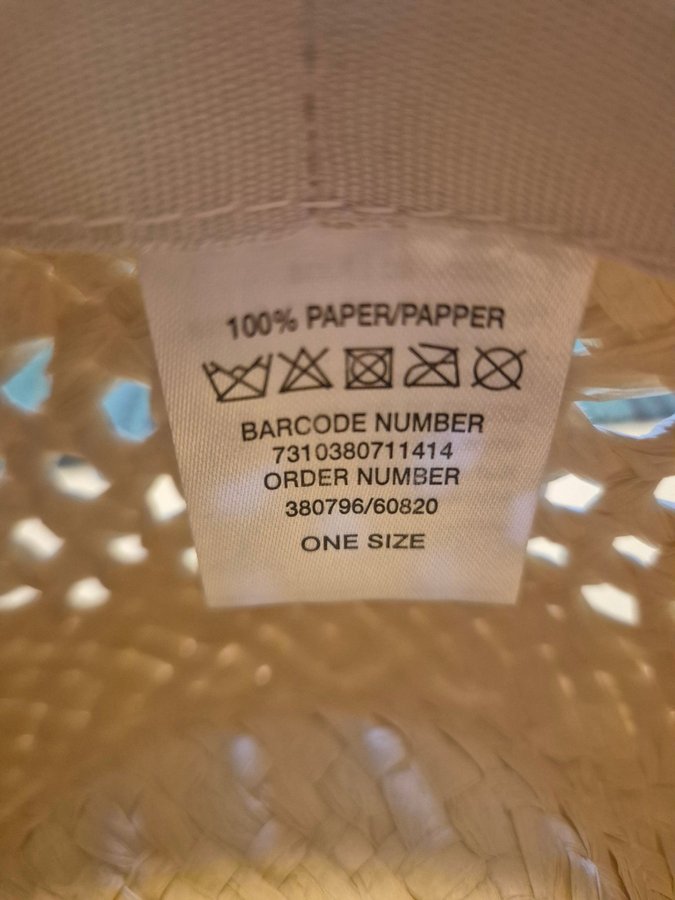 100% PAPER/PAPPER
BARCODE NUMBER
7310380711414
ORDER NUMBER
380796/60820
ONE SIZE